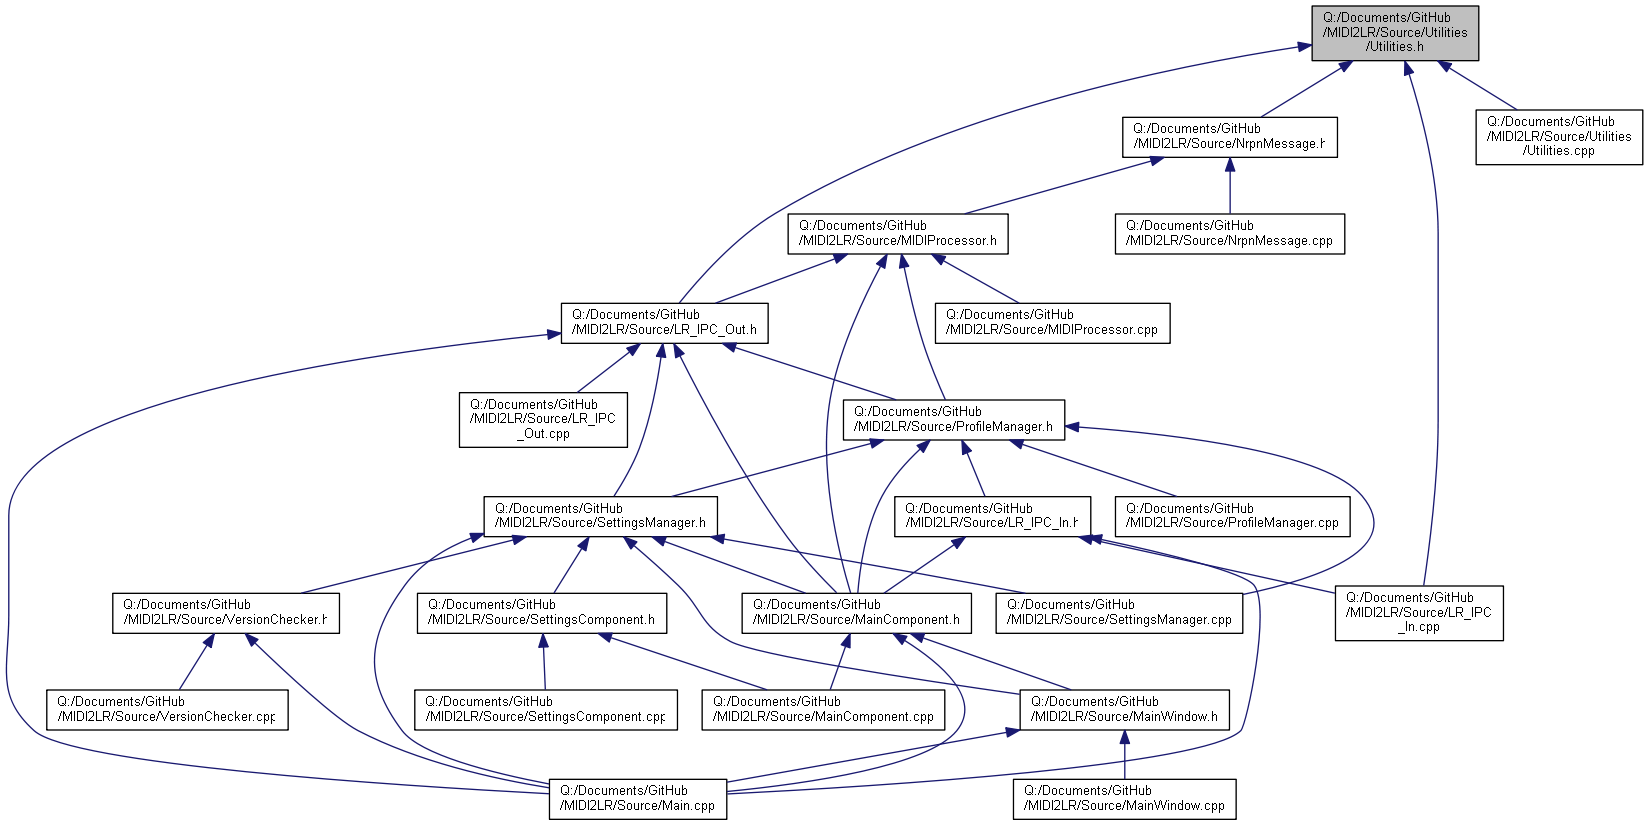 Q:/Documents/GitHub
/MIDI2LR/Source/Utilities
/Utilities.h
Q:/Documents/GitHub
/MIDI2LR/Source/Utilities
/Utilities.cpp
Q:/Documents/GitHub
/MIDI2LR/Source/NrpnMessage.h
Q:/Documents/GitHub
/MIDI2LR/Source/MIDIProcessor.h
Q:/Documents/GitHub
/MIDI2LR/Source/NrpnMessage.cpp
Q:/Documents/GitHub
/MIDI2LR/Source/LR_IPC_Out.h
Q:/Documents/GitHub
/MIDI2LR/Source/MIDIProcessor.cpp
Q:/Documents/GitHub
/MIDI2LR/Source/LR_IPC
_Out.cpp
Q:/Documents/GitHub
/MIDI2LR/Source/ProfileManager.h
Q:/Documents/GitHub
/MIDI2LR/Source/SettingsManager.h
Q:/Documents/GitHub
/MIDI2LR/Source/LR_IPC_In.h
Q:/Documents/GitHub
/MIDI2LR/Source/ProfileManager.cpp
Q:/Documents/GitHub
/MIDI2LR/Source/VersionChecker.h
Q:/Documents/GitHub
/MIDI2LR/Source/SettingsComponent.h
Q:/Documents/GitHub
/MIDI2LR/Source/MainComponent.h
Q:/Documents/GitHub
/MIDI2LR/Source/SettingsManager.cpp
Q:/Documents/GitHub
/MIDI2LR/Source/LR_IPC
_In.cpp
Q:/Documents/GitHub
/MIDI2LR/Source/VersionChecker.cpp
Q:/Documents/GitHub
/MIDI2LR/Source/SettingsComponent.cpp
Q:/Documents/GitHub
/MIDI2LR/Source/MainComponent.cpp
Q:/Documents/GitHub
/MIDI2LR/Source/MainWindow.h
Q:/Documents/GitHub
/MIDI2LR/Source/Main.cpp
Q:/Documents/GitHub
/MIDI2LR/Source/MainWindow.cpp